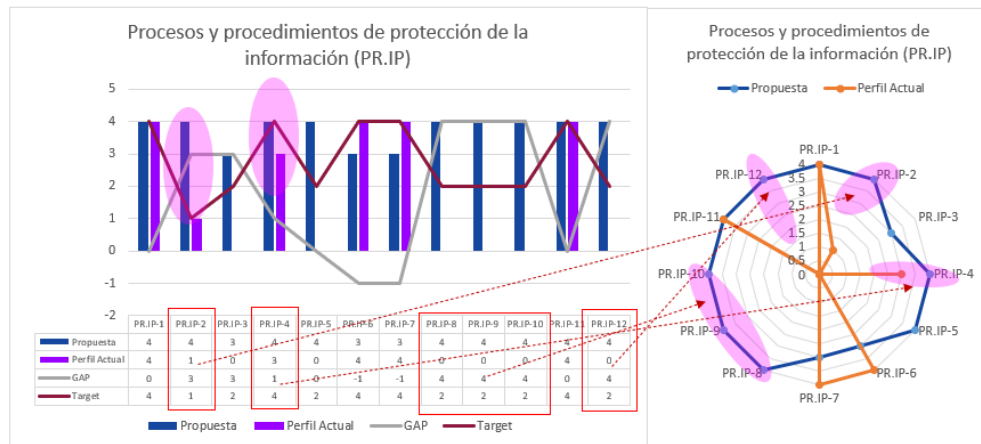 Procesos y procedimientos de protección de la
información (PR.IP)
5
4
3
2
1
0
-1
-2
PR.IP-1 PR.IP-2 PR.IP-3 PR.IP-4 PR.IP-5 PR.IP-6 PR.IP-7 PR.IP-8 PR.IP-9 PR.IP-10 PR.IP-11 PR.IP-12
Propuesta 4 4 3 4 4 3 3 4 4 4 4 4
Perfil Actual 4 1 0 3 0 4 4 0 0 0 4 0
GAP 0 3 3 1 0 -1 -1 4 4 4 0 4
Target 4 1 2 4 2 4 4 2 2 2 4 2
Propuesta Perfil Actual GAP Target
Procesos y procedimientos de
protección de la información (PR.IP)
Propuesta Perfil Actual
PR.IP-1
PR.IP-2
PR.IP-3
PR.IP-4
PR.IP-5
PR.IP-6
PR.IP-7
PR.IP-8
PR.IP-9
PR.IP-10
PR.IP-11
PR.IP-12
4
3.5
3
2.5
2
1.5
1
0.5
0